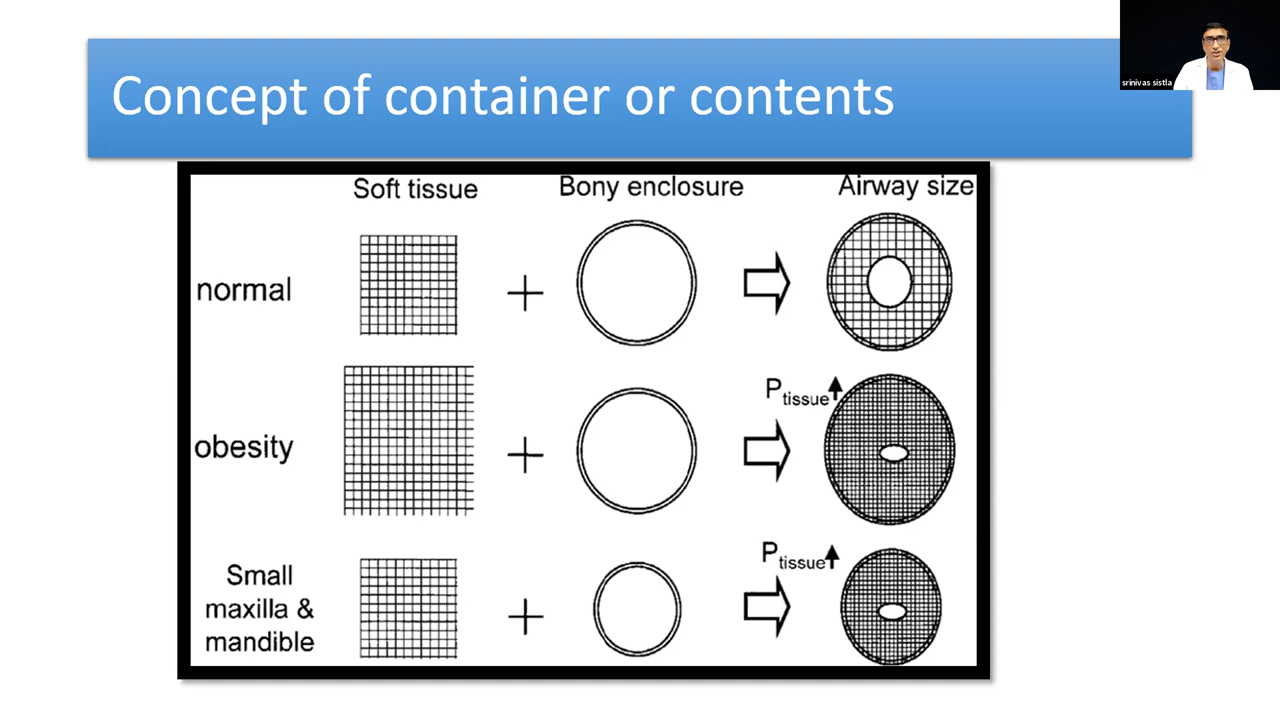 srinivas sistla
Concept of container or contents
Soft tissue
Bony enclosure
Airway size
normal
+
obesity
+
Ptissue
Small
maxilla &
mandible
+
Ptissue